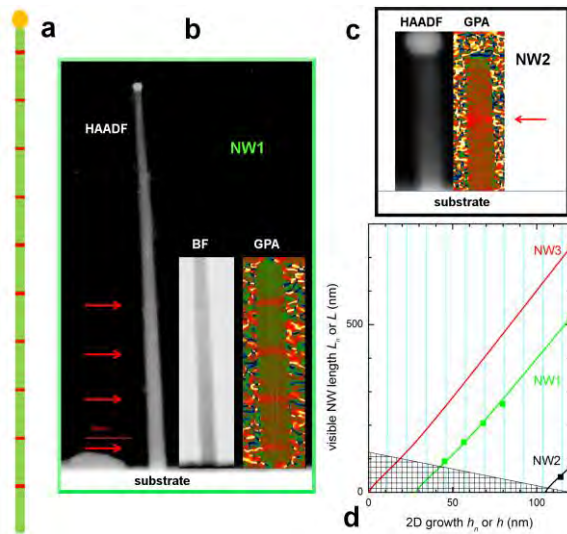 a
b
HAADF
NW1
BF
GPA
substrate
c
HAADF
GPA
NW2
substrate
visible NW length Lₙ or L (nm)
500
0
NW3
NW1
NW2
0
50
100
2D growth hₙ or h (nm)
d